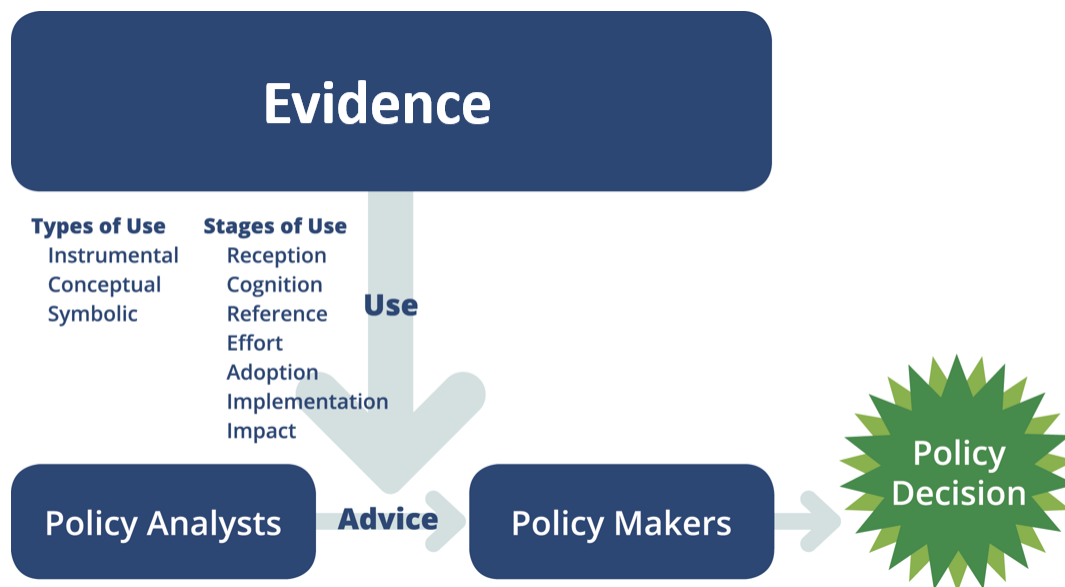 Evidence
Types of Use
Instrumental
Conceptual
Symbolic
Stages of Use
Reception
Cognition
Reference
Effort
Adoption
Implementation
Impact
Use
Policy Analysts
Advice
Policy Makers
Policy
Decision